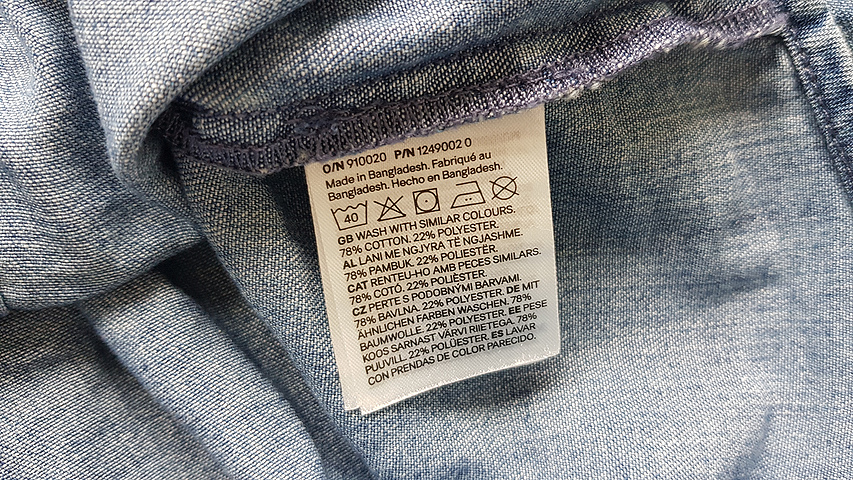 O/N 910020 P/N 1249002 0
Made in Bangladesh. Fabriqué au
Bangladesh. Hecho en Bangladesh.
40
GB WASH WITH SIMILAR COLOURS.
78% COTTON. 22% POLYESTER.
AL LANI ME NGJYRA TË NGJASHME.
78% PAMBUK. 22% POLIESTËR.
CAT RENTEU-HO AMB PECES SIMILARS.
78% COTÓ. 22% POLIÈSTER.
CZ PERTE S PODOBNÝMI BARVAMI.
78% BAVLNA. 22% POLYESTER. DE MIT
ÄHNLICHEN FARBEN WASCHEN. 78%
BAUMWOLLE. 22% POLYESTER. EE PESE
KOOS SARNAST VÄRVI RIIETEGA. 78%
PUUVILL. 22% POLÜESTER. ES LAVAR
CON PRENDAS DE COLOR PARECIDO.